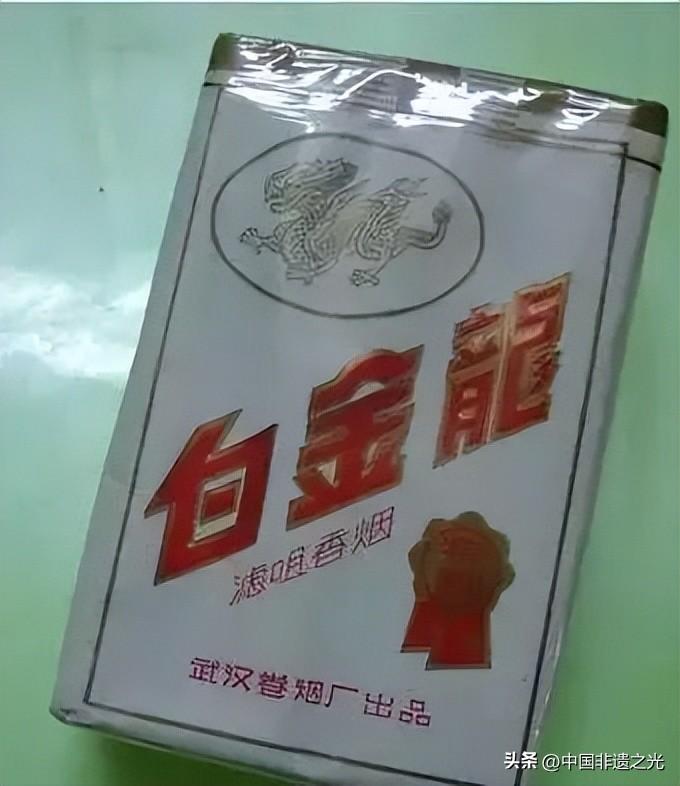 白金龍
滤咀香烟
武汉卷烟厂出品
头条 @中国非遗之光